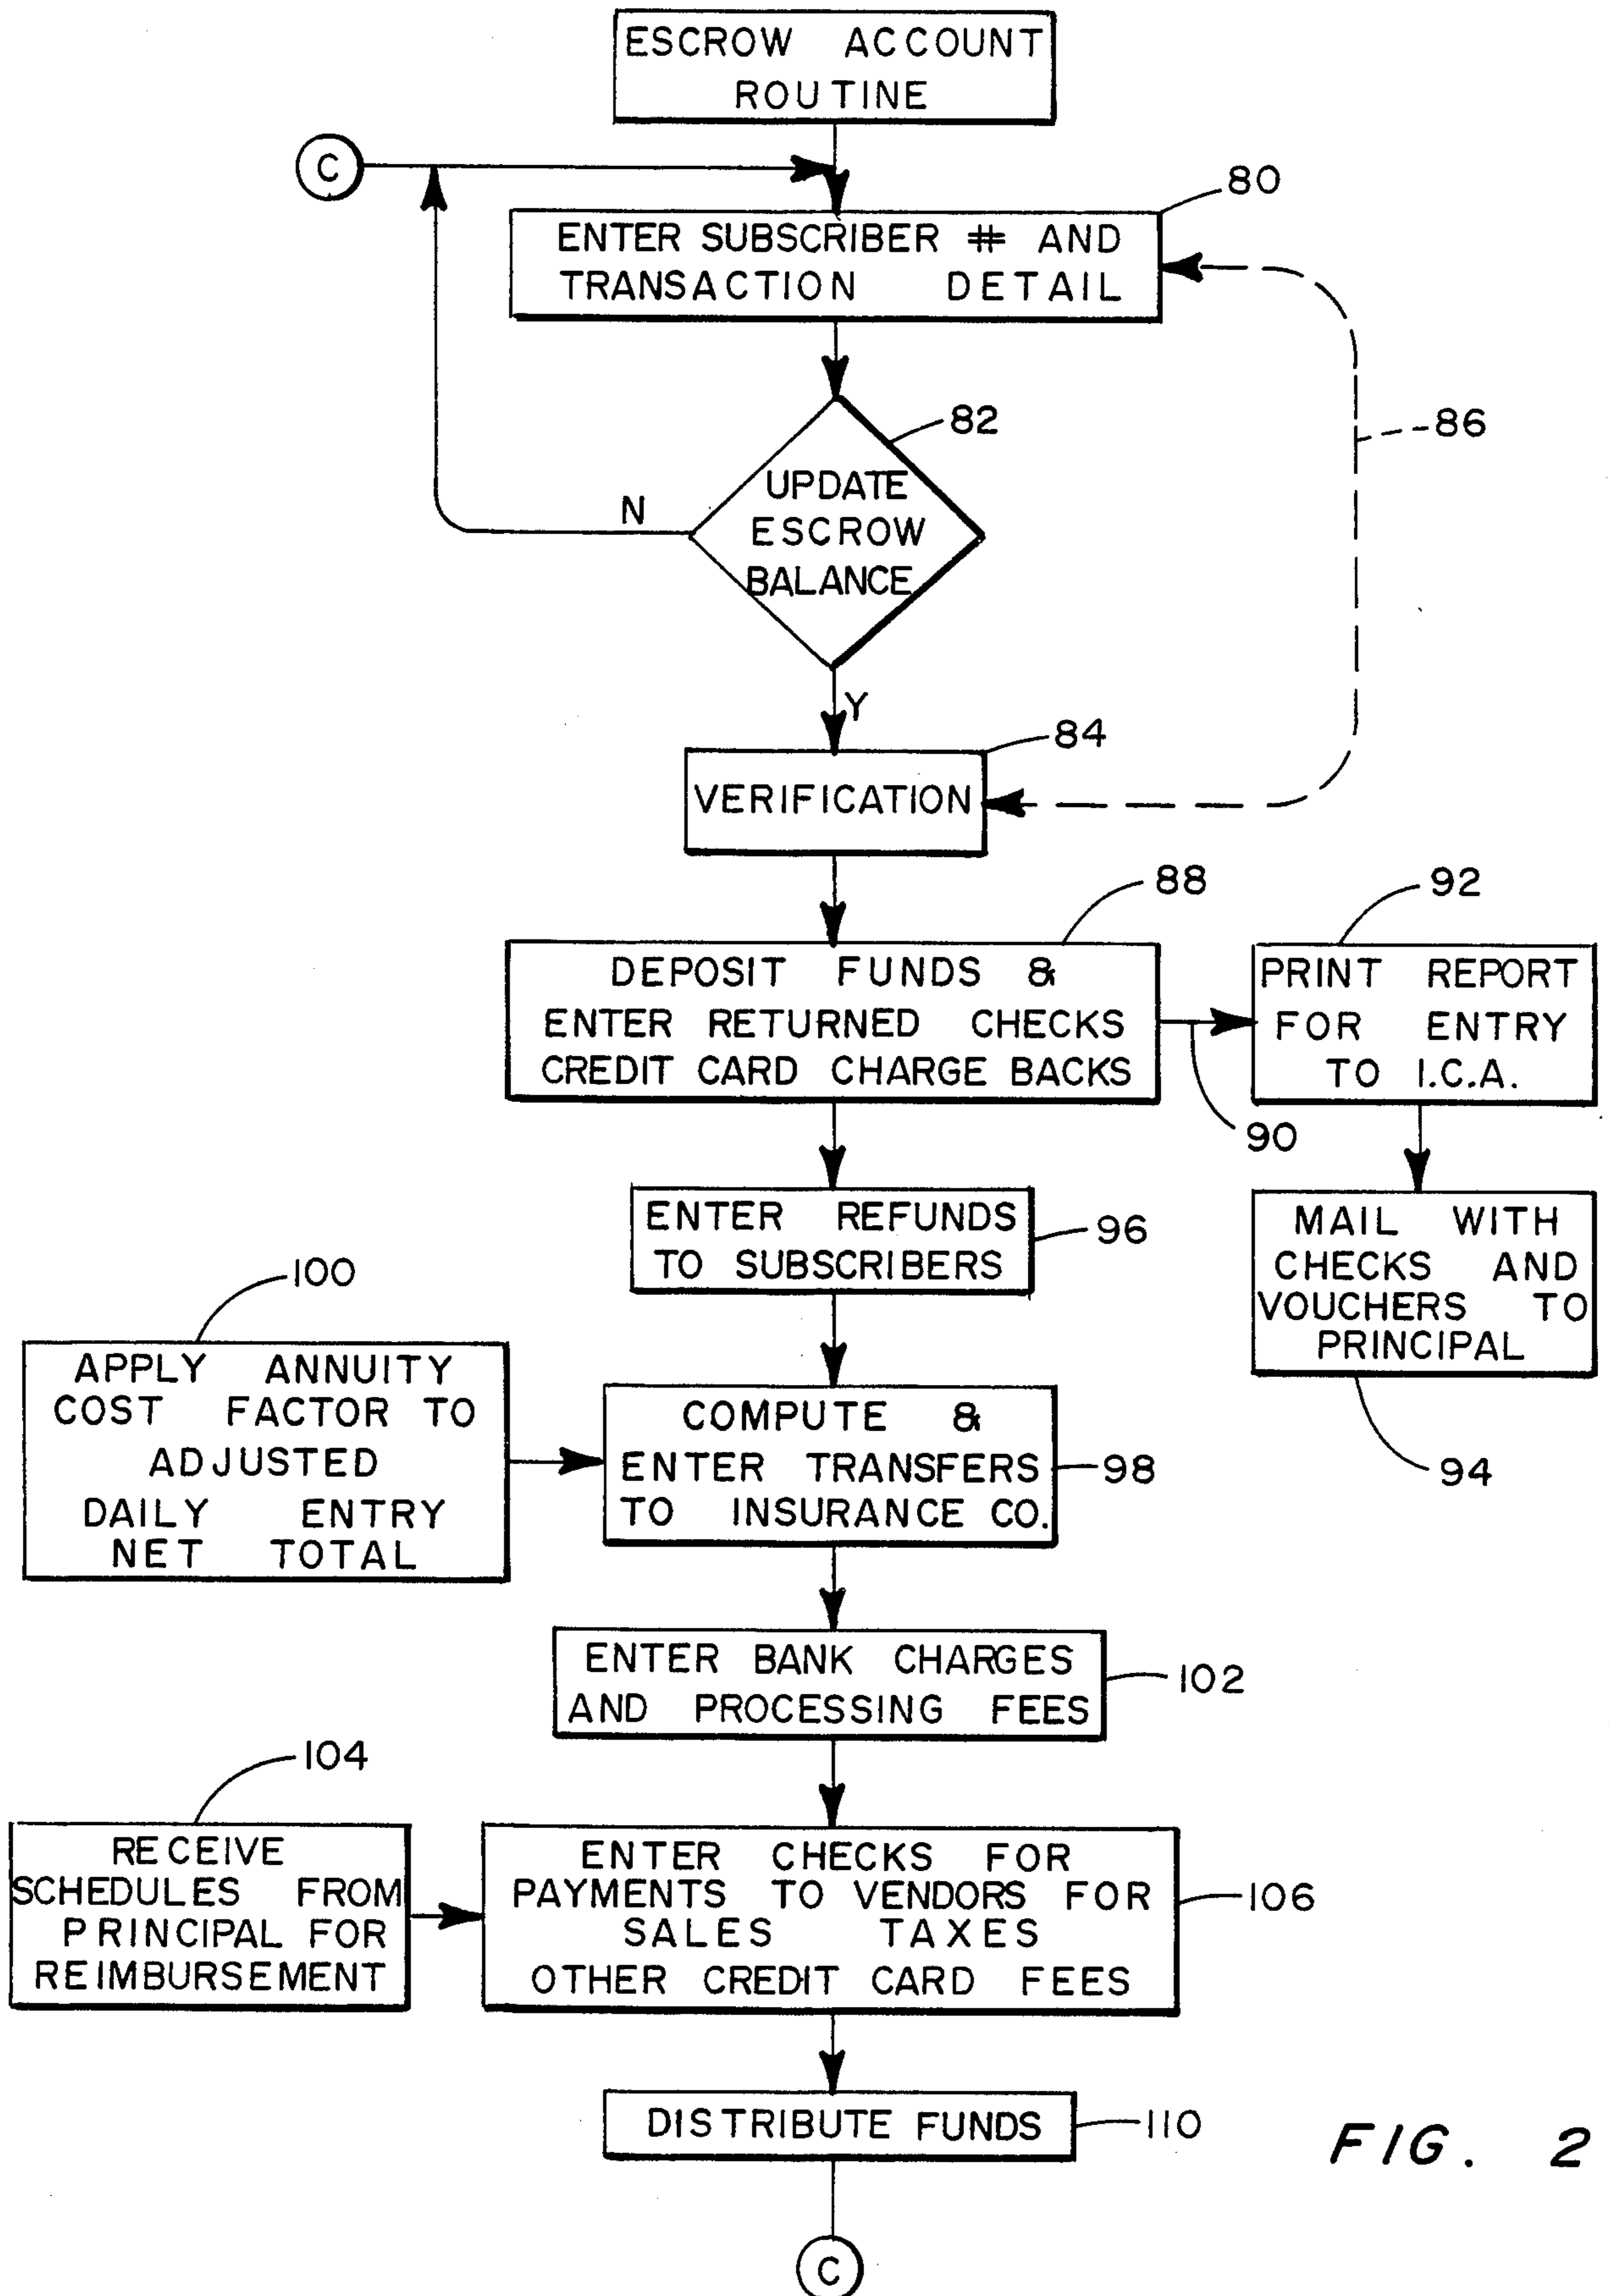 ESCROW ACCOUNT
ROUTINE
C
80
ENTER SUBSCRIBER # AND
TRANSACTION DETAIL
82
86
UPDATE
ESCROW
BALANCE
N
Y
84
VERIFICATION
88
92
DEPOSIT FUNDS &
ENTER RETURNED CHECKS
CREDIT CARD CHARGE BACKS
PRINT REPORT
FOR ENTRY
TO I.C.A.
90
ENTER REFUNDS
TO SUBSCRIBERS
96
MAIL WITH
CHECKS AND
VOUCHERS TO
PRINCIPAL
94
100
APPLY ANNUITY
COST FACTOR TO
ADJUSTED
DAILY ENTRY
NET TOTAL
COMPUTE &
ENTER TRANSFERS
TO INSURANCE CO.
98
ENTER BANK CHARGES
AND PROCESSING FEES
102
104
RECEIVE
SCHEDULES FROM
PRINCIPAL FOR
REIMBURSEMENT
ENTER CHECKS FOR
PAYMENTS TO VENDORS FOR
SALES TAXES
OTHER CREDIT CARD FEES
106
DISTRIBUTE FUNDS
110
FIG. 2
C